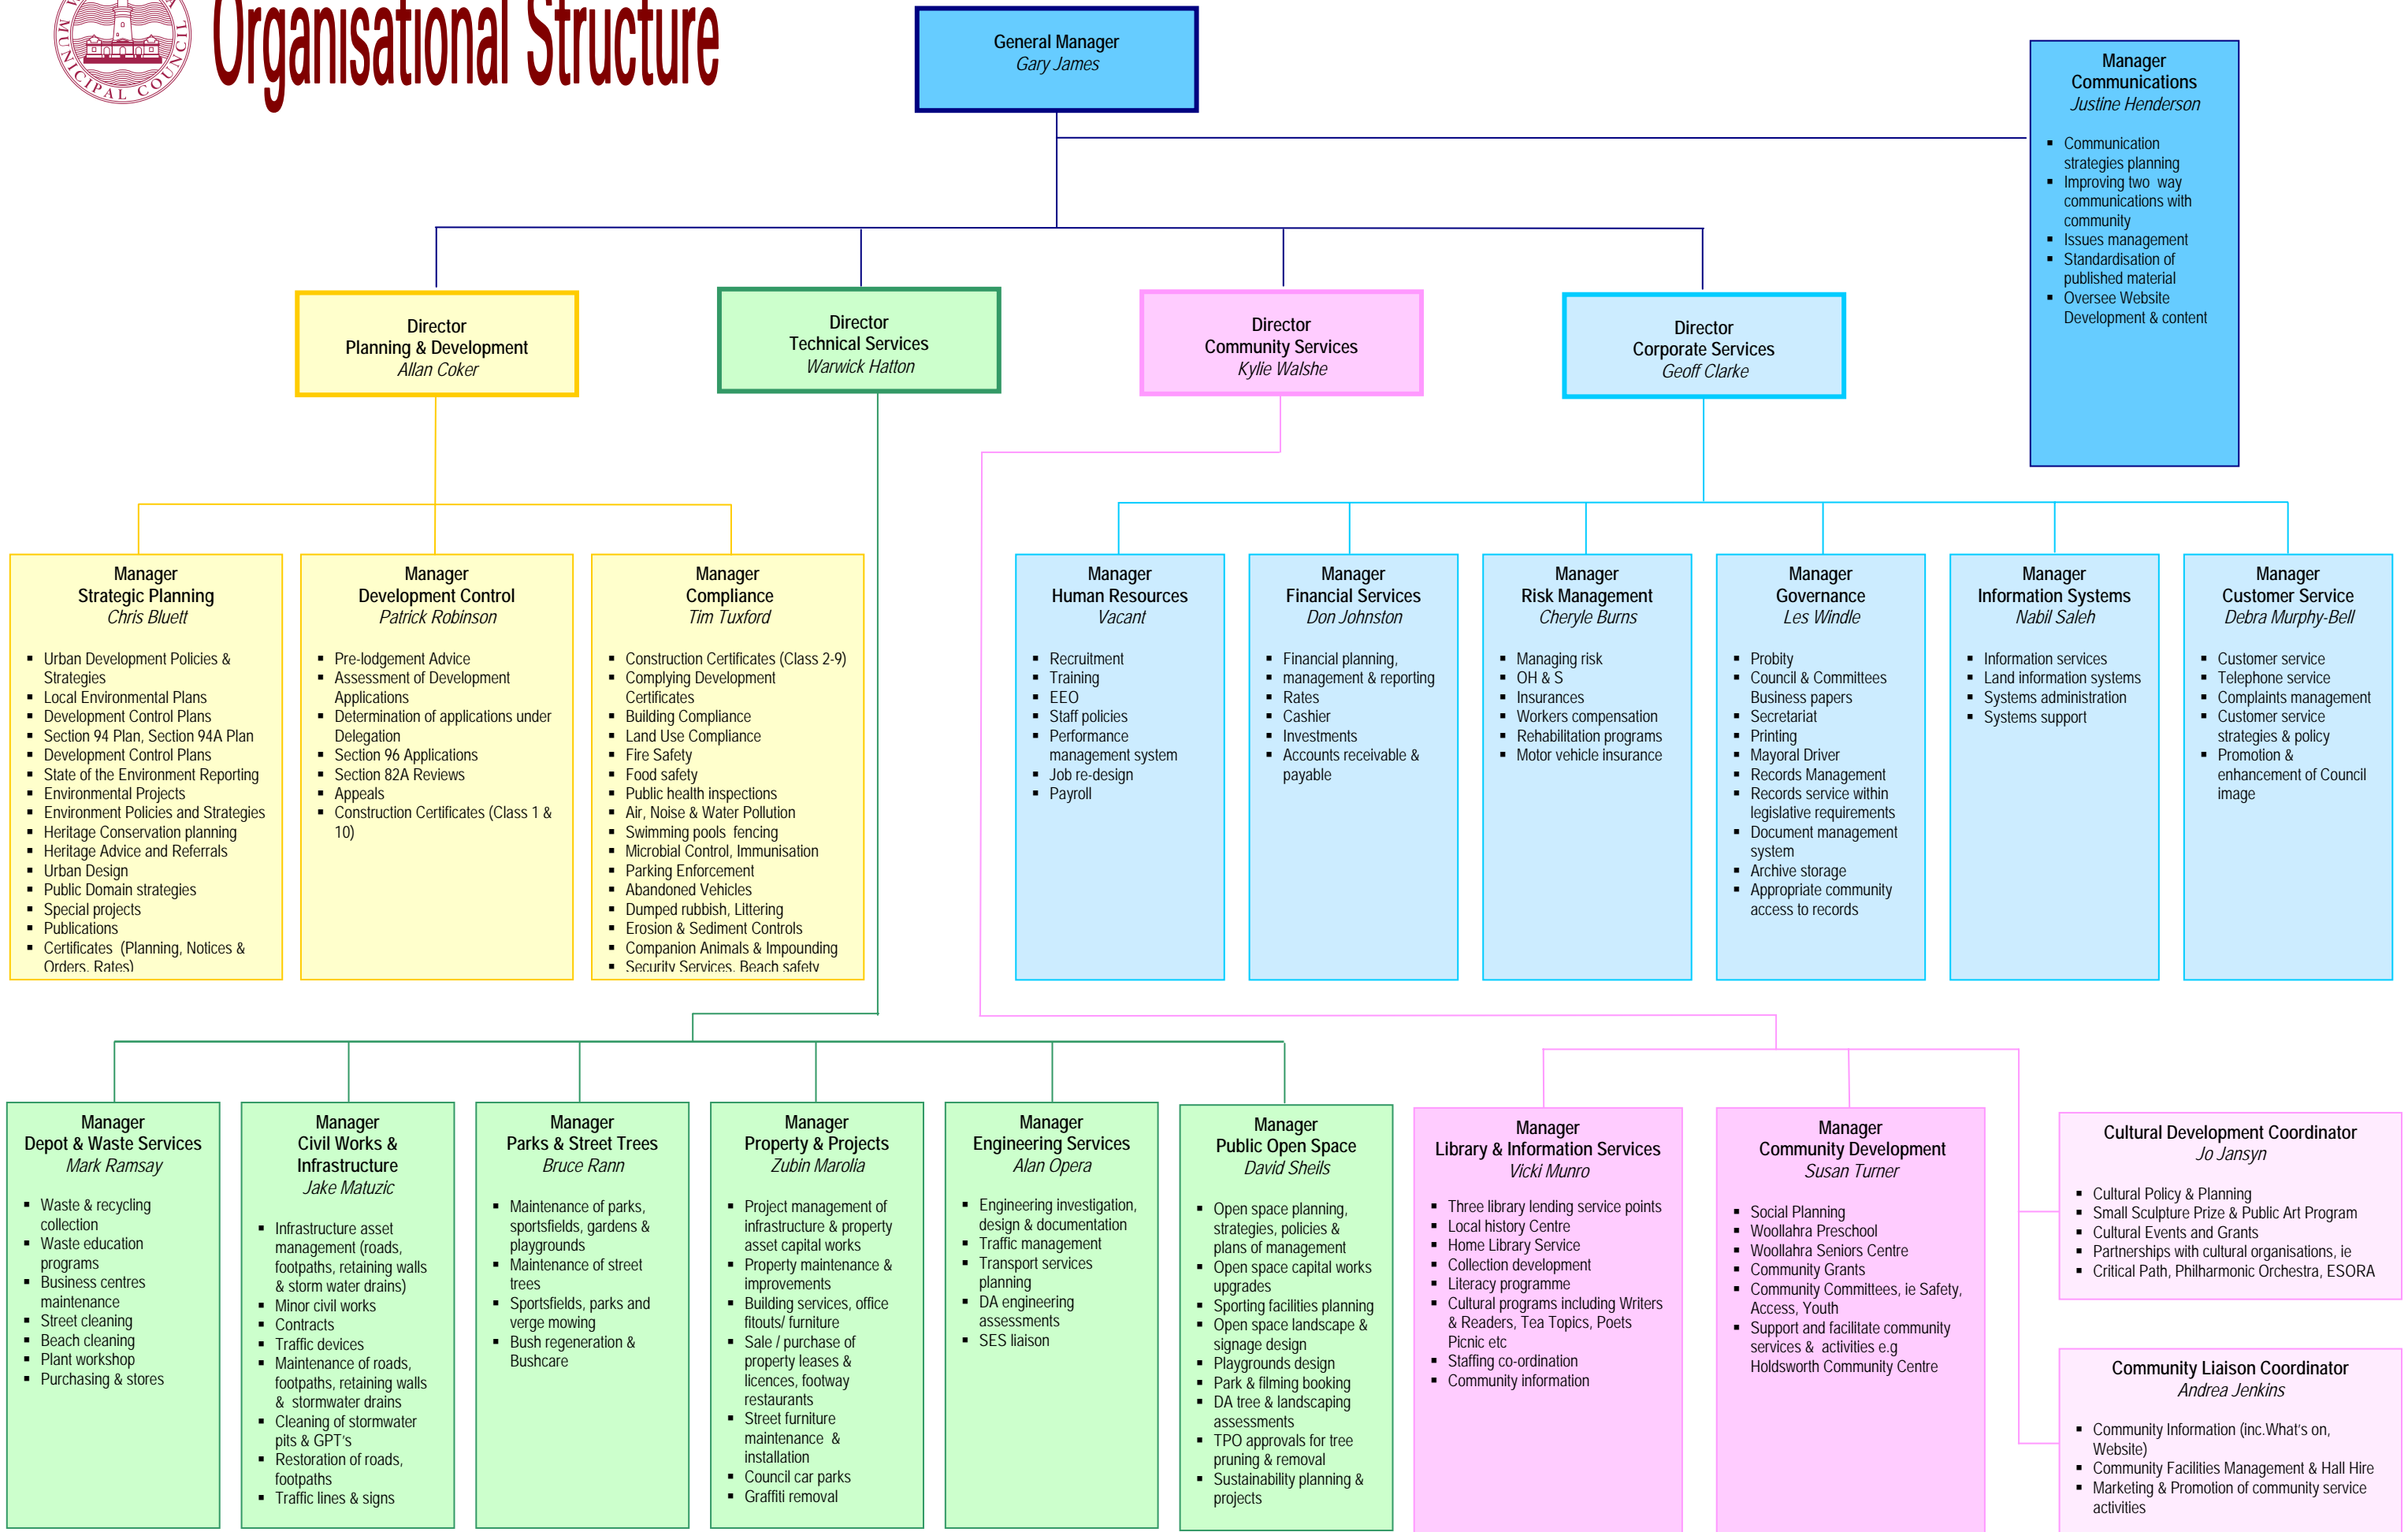 MUNICIPAL COUNCIL
Organisational Structure
General Manager
Gary James
Manager
Communications
Justine Henderson
▪ Communication
strategies planning
▪ Improving two way
communications with
community
▪ Issues management
▪ Standardisation of
published material
▪ Oversee Website
Development & content
Director
Planning & Development
Allan Coker
Director
Technical Services
Warwick Hatton
Director
Community Services
Kylie Walshe
Director
Corporate Services
Geoff Clarke
Manager
Strategic Planning
Chris Bluett
▪ Urban Development Policies &
Strategies
▪ Local Environmental Plans
▪ Development Control Plans
▪ Section 94 Plan, Section 94A Plan
▪ Development Control Plans
▪ State of the Environment Reporting
▪ Environmental Projects
▪ Environment Policies and Strategies
▪ Heritage Conservation planning
▪ Heritage Advice and Referrals
▪ Urban Design
▪ Public Domain strategies
▪ Special projects
▪ Publications
▪ Certificates (Planning, Notices &
Orders, Rates)
Manager
Development Control
Patrick Robinson
▪ Pre-lodgement Advice
▪ Assessment of Development
Applications
▪ Determination of applications under
Delegation
▪ Section 96 Applications
▪ Section 82A Reviews
▪ Appeals
▪ Construction Certificates (Class 1 &
10)
Manager
Compliance
Tim Tuxford
▪ Construction Certificates (Class 2-9)
▪ Complying Development
Certificates
▪ Building Compliance
▪ Land Use Compliance
▪ Fire Safety
▪ Food safety
▪ Public health inspections
▪ Air, Noise & Water Pollution
▪ Swimming pools fencing
▪ Microbial Control, Immunisation
▪ Parking Enforcement
▪ Abandoned Vehicles
▪ Dumped rubbish, Littering
▪ Erosion & Sediment Controls
▪ Companion Animals & Impounding
▪ Security Services, Beach safety
Manager
Human Resources
Vacant
▪ Recruitment
▪ Training
▪ EEO
▪ Staff policies
▪ Performance
management system
▪ Job re-design
▪ Payroll
Manager
Financial Services
Don Johnston
▪ Financial planning,
▪ management & reporting
▪ Rates
▪ Cashier
▪ Investments
▪ Accounts receivable &
payable
Manager
Risk Management
Cheryle Burns
▪ Managing risk
▪ OH & S
▪ Insurances
▪ Workers compensation
▪ Rehabilitation programs
▪ Motor vehicle insurance
Manager
Governance
Les Windle
▪ Probity
▪ Council & Committees
Business papers
▪ Secretariat
▪ Printing
▪ Mayoral Driver
▪ Records Management
▪ Records service within
legislative requirements
▪ Document management
system
▪ Archive storage
▪ Appropriate community
access to records
Manager
Information Systems
Nabil Saleh
▪ Information services
▪ Land information systems
▪ Systems administration
▪ Systems support
Manager
Customer Service
Debra Murphy-Bell
▪ Customer service
▪ Telephone service
▪ Complaints management
▪ Customer service
strategies & policy
▪ Promotion &
enhancement of Council
image
Manager
Depot & Waste Services
Mark Ramsay
▪ Waste & recycling
collection
▪ Waste education
programs
▪ Business centres
maintenance
▪ Street cleaning
▪ Beach cleaning
▪ Plant workshop
▪ Purchasing & stores
Manager
Civil Works &
Infrastructure
Jake Matuzic
▪ Infrastructure asset
management (roads,
footpaths, retaining walls
& storm water drains)
▪ Minor civil works
▪ Contracts
▪ Traffic devices
▪ Maintenance of roads,
footpaths, retaining walls
& stormwater drains
▪ Cleaning of stormwater
pits & GPT's
▪ Restoration of roads,
footpaths
▪ Traffic lines & signs
Manager
Parks & Street Trees
Bruce Rann
▪ Maintenance of parks,
sportsfields, gardens &
playgrounds
▪ Maintenance of street
trees
▪ Sportsfields, parks and
verge mowing
▪ Bush regeneration &
Bushcare
Manager
Property & Projects
Zubin Marolia
▪ Project management of
infrastructure & property
asset capital works
▪ Property maintenance &
improvements
▪ Building services, office
fitouts/ furniture
▪ Sale / purchase of
property leases &
licences, footway
restaurants
▪ Street furniture
maintenance &
installation
▪ Council car parks
▪ Graffiti removal
Manager
Engineering Services
Alan Opera
▪ Engineering investigation,
design & documentation
▪ Traffic management
▪ Transport services
planning
▪ DA engineering
assessments
▪ SES liaison
Manager
Public Open Space
David Sheils
▪ Open space planning,
strategies, policies &
plans of management
▪ Open space capital works
upgrades
▪ Sporting facilities planning
▪ Open space landscape &
signage design
▪ Playgrounds design
▪ Park & filming booking
▪ DA tree & landscaping
assessments
▪ TPO approvals for tree
pruning & removal
▪ Sustainability planning &
projects
Manager
Library & Information Services
Vicki Munro
▪ Three library lending service points
▪ Local history Centre
▪ Home Library Service
▪ Collection development
▪ Literacy programme
▪ Cultural programs including Writers
& Readers, Tea Topics, Poets
Picnic etc
▪ Staffing co-ordination
▪ Community information
Manager
Community Development
Susan Turner
▪ Social Planning
▪ Woollahra Preschool
▪ Woollahra Seniors Centre
▪ Community Grants
▪ Community Committees, ie Safety,
Access, Youth
▪ Support and facilitate community
services & activities e.g
Holdsworth Community Centre
Cultural Development Coordinator
Jo Jansyn
▪ Cultural Policy & Planning
▪ Small Sculpture Prize & Public Art Program
▪ Cultural Events and Grants
▪ Partnerships with cultural organisations, ie
▪ Critical Path, Philharmonic Orchestra, ESORA
Community Liaison Coordinator
Andrea Jenkins
▪ Community Information (inc.What's on,
Website)
▪ Community Facilities Management & Hall Hire
▪ Marketing & Promotion of community service
activities